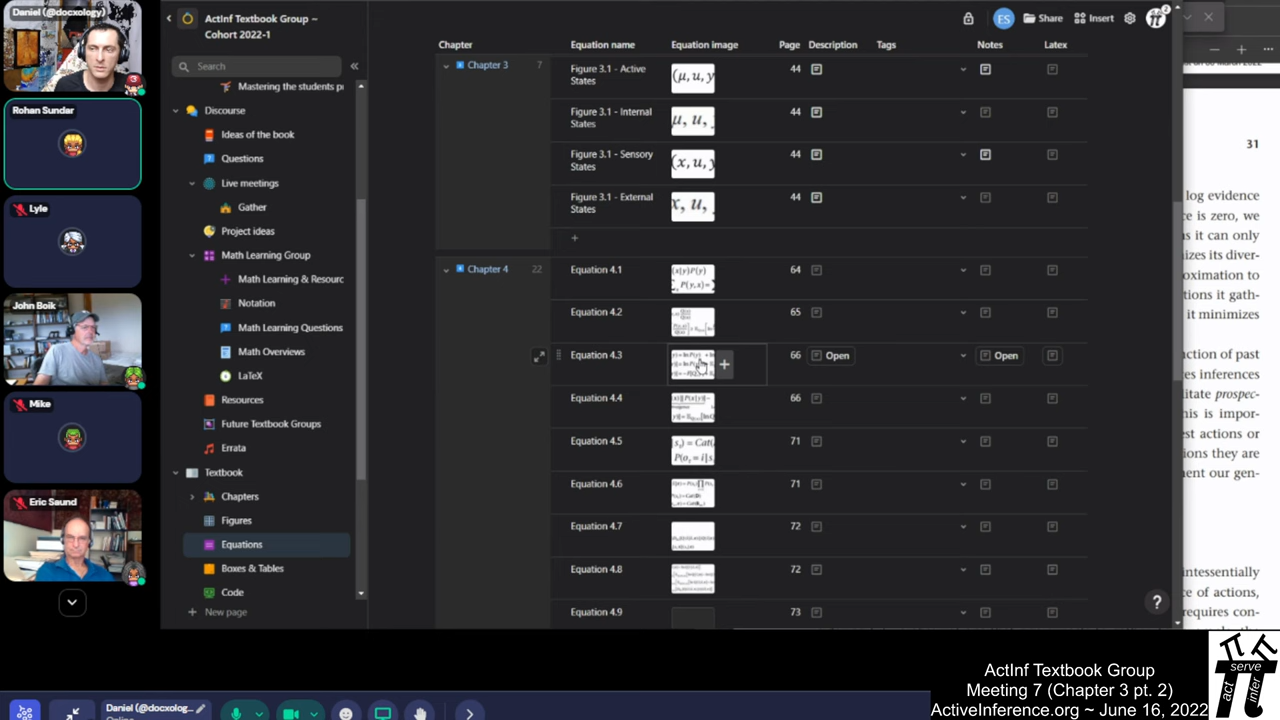 Daniel (@docxology)
Rohan Sundar
Lyle
John Boik
Mike
Eric Saund
ActInf Textbook Group ~
Cohort 2022-1
Search
Mastering the students p
Discourse
Ideas of the book
Questions
Live meetings
Gather
Project ideas
Math Learning Group
Math Learning & Resourc
Notation
Math Learning Questions
Math Overviews
LaTeX
Resources
Future Textbook Groups
Errata
Textbook
Chapters
Figures
Equations
Boxes & Tables
Code
New page
ES
Share
Insert
2
Chapter
Equation name
Equation image
Page
Description
Tags
Notes
Latex
Chapter 3
7
Figure 3.1 - Active
States
(μ, u, y
44
Figure 3.1 - Internal
States
μ, u,
44
Figure 3.1 - Sensory
States
(x, u, y
44
Figure 3.1 - External
States
x, u,
44
Chapter 4
22
Equation 4.1
64
Equation 4.2
65
Equation 4.3
66
Open
Open
Equation 4.4
66
Equation 4.5
71
Equation 4.6
71
Equation 4.7
72
Equation 4.8
72
Equation 4.9
73
?
31
log evidence
e is zero, we
s it can only
izes its diver-
oximation to
tions it gath-
it minimizes
action of past
es inferences
litate prospec-
his is impor-
est actions or
ions they are
ment our gen-
intessentially
ce of actions,
requires con-
Daniel (@docxolog...
Online
ActInf Textbook Group
Meeting 7 (Chapter 3 pt. 2)
ActiveInference.org ~ June 16, 2022
act
serve
infer